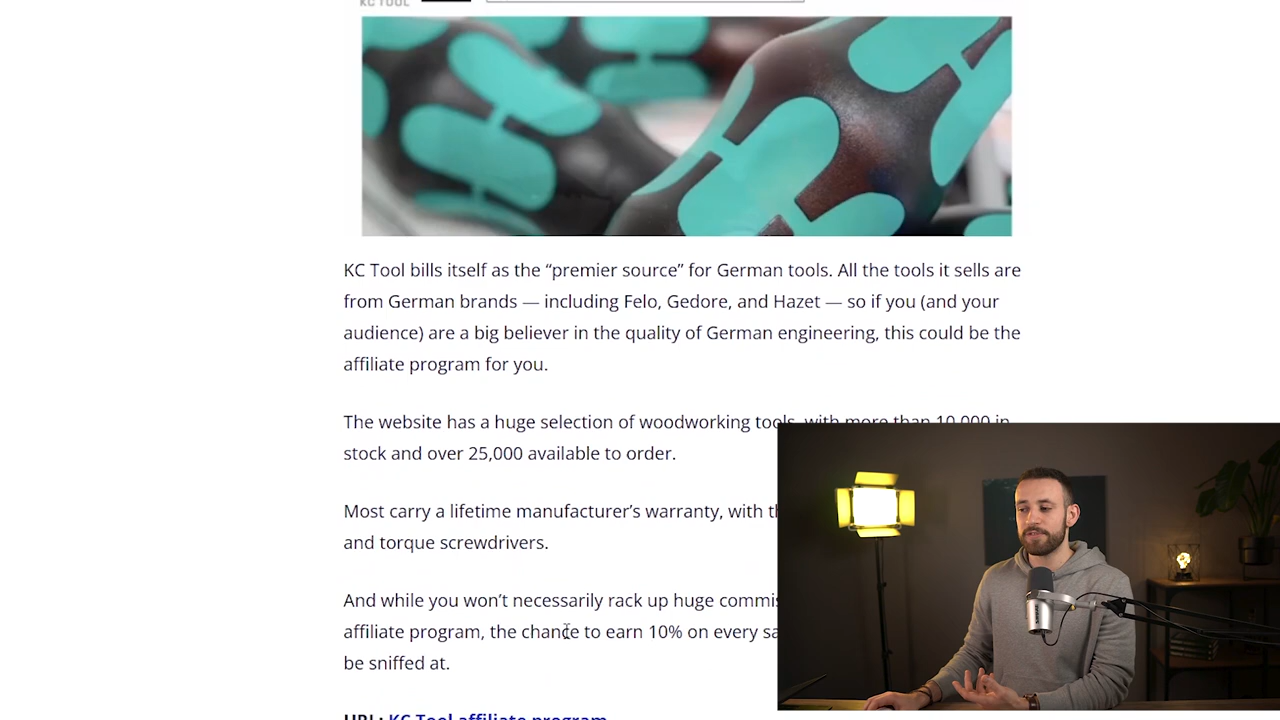 KC TOOL
KC Tool bills itself as the “premier source” for German tools. All the tools it sells are
from German brands — including Felo, Gedore, and Hazet — so if you (and your
audience) are a big believer in the quality of German engineering, this could be the
affiliate program for you.
The website has a huge selection of woodworking tools, with more than 10,000 in
stock and over 25,000 available to order.
Most carry a lifetime manufacturer’s warranty, with
and torque screwdrivers.
And while you won’t necessarily rack up huge
affiliate program, the chance to earn 10% on every
be sniffed at.
URL: KC Tool affiliate program